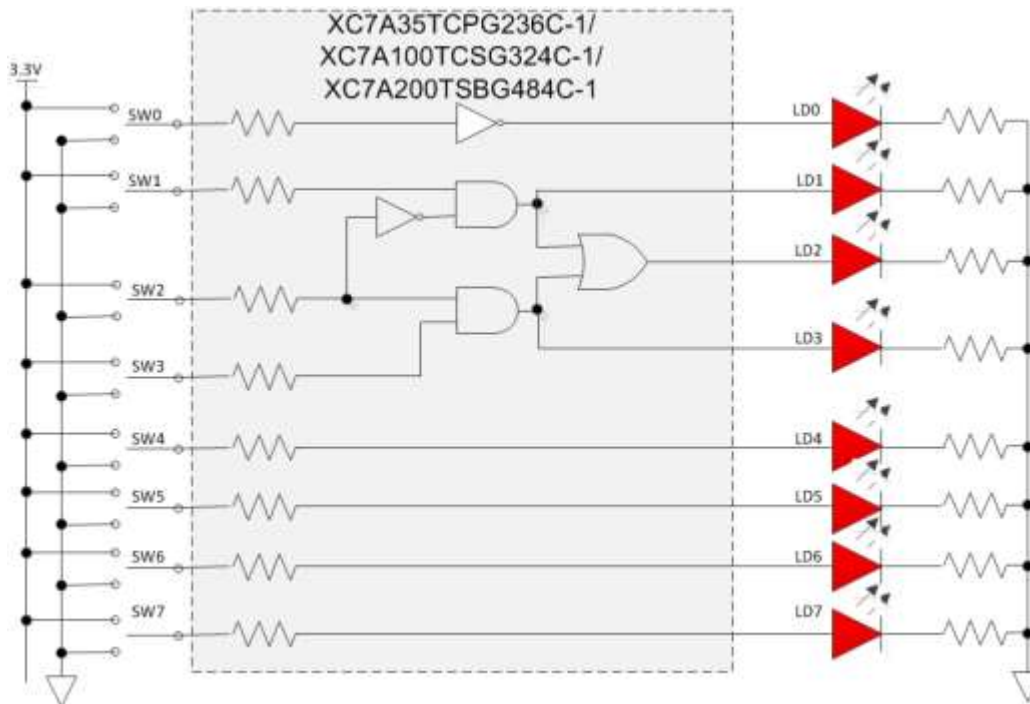 XC7A35TCPG236C-1/
XC7A100TCSG324C-1/
XC7A200TSBG484C-1
3.3V
SW0
LD0
SW1
LD1
LD2
SW2
LD3
SW3
SW4
LD4
SW5
LD5
SW6
LD6
SW7
LD7